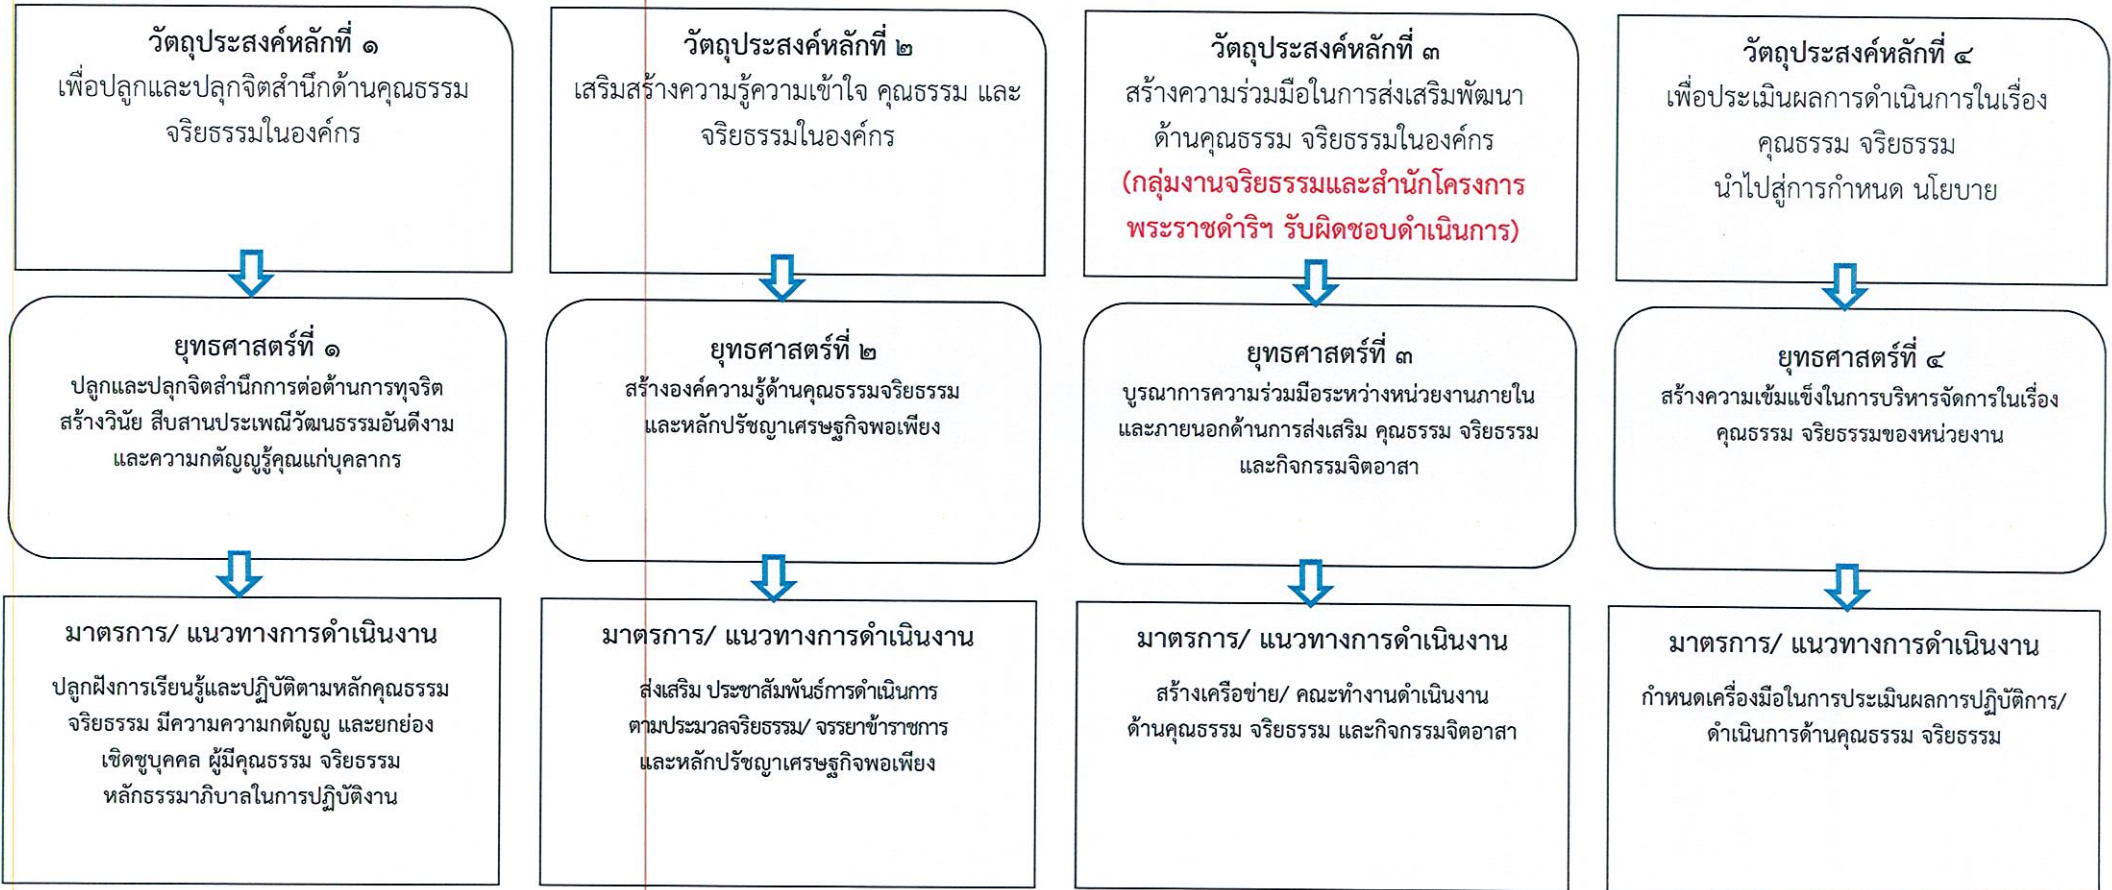 วัตถุประสงค์หลักที่ ๑
เพื่อปลูกและปลุกจิตสำนึกด้านคุณธรรม
จริยธรรมในองค์กร
วัตถุประสงค์หลักที่ ๒
เสริมสร้างความรู้ความเข้าใจ คุณธรรม และ
จริยธรรมในองค์กร
วัตถุประสงค์หลักที่ ๓
สร้างความร่วมมือในการส่งเสริมพัฒนา
ด้านคุณธรรม จริยธรรมในองค์กร
(กลุ่มงานจริยธรรมและสำนักโครงการ
พระราชดำริฯ รับผิดชอบดำเนินการ)
วัตถุประสงค์หลักที่ ๔
เพื่อประเมินผลการดำเนินการในเรื่อง
คุณธรรม จริยธรรม
นำไปสู่การกำหนด นโยบาย
ยุทธศาสตร์ที่ ๑
ปลูกและปลุกจิตสำนึกการต่อต้านการทุจริต
สร้างวินัย สืบสานประเพณีวัฒนธรรมอันดีงาม
และความกตัญญูรู้คุณแก่บุคลากร
ยุทธศาสตร์ที่ ๒
สร้างองค์ความรู้ด้านคุณธรรมจริยธรรม
และหลักปรัชญาเศรษฐกิจพอเพียง
ยุทธศาสตร์ที่ ๓
บูรณาการความร่วมมือระหว่างหน่วยงานภายใน
และภายนอกด้านการส่งเสริม คุณธรรม จริยธรรม
และกิจกรรมจิตอาสา
ยุทธศาสตร์ที่ ๔
สร้างความเข้มแข็งในการบริหารจัดการในเรื่อง
คุณธรรม จริยธรรมของหน่วยงาน
มาตรการ/ แนวทางการดำเนินงาน
ปลูกฝังการเรียนรู้และปฏิบัติตามหลักคุณธรรม
จริยธรรม มีความความกตัญญู และยกย่อง
เชิดชูบุคคล ผู้มีคุณธรรม จริยธรรม
หลักธรรมาภิบาลในการปฏิบัติงาน
มาตรการ/ แนวทางการดำเนินงาน
ส่งเสริม ประชาสัมพันธ์การดำเนินการ
ตามประมวลจริยธรรม/ จรรยาข้าราชการ
และหลักปรัชญาเศรษฐกิจพอเพียง
มาตรการ/ แนวทางการดำเนินงาน
สร้างเครือข่าย/ คณะทำงานดำเนินงาน
ด้านคุณธรรม จริยธรรม และกิจกรรมจิตอาสา
มาตรการ/ แนวทางการดำเนินงาน
กำหนดเครื่องมือในการประเมินผลการปฏิบัติการ/
ดำเนินการด้านคุณธรรม จริยธรรม